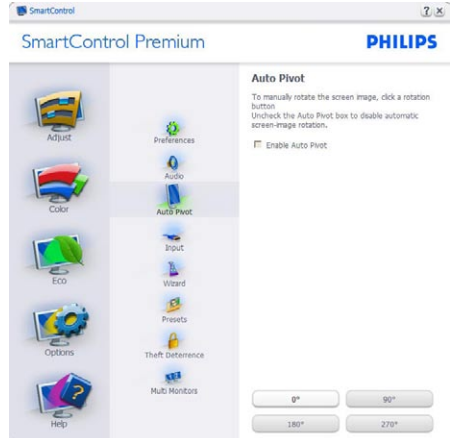 SmartControl
SmartControl Premium
PHILIPS
Adjust
Color
Eco
Options
Help
Preferences
Audio
Auto Pivot
Input
Wizard
Presets
Theft Deterrence
Multi Monitors
Auto Pivot
To manually rotate the screen image, click a rotation
button
Uncheck the Auto Pivot box to disable automatic
screen-image rotation.
Enable Auto Pivot
0°
90°
180°
270°